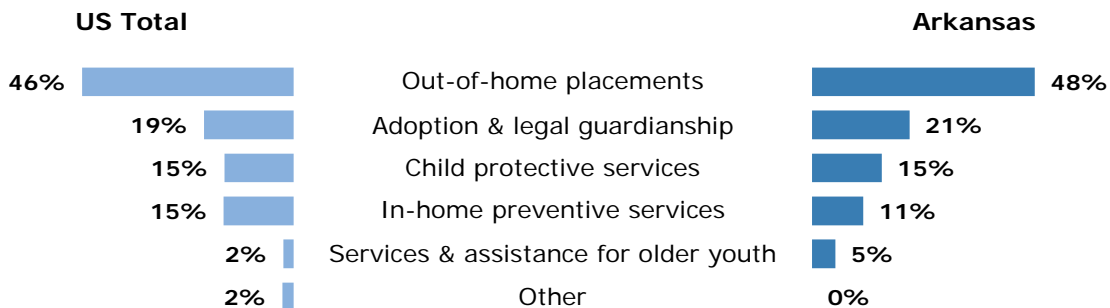 US Total Arkansas
46% Out-of-home placements 48%
19% Adoption & legal guardianship 21%
15% Child protective services 15%
15% In-home preventive services 11%
2% Services & assistance for older youth 5%
2% Other 0%